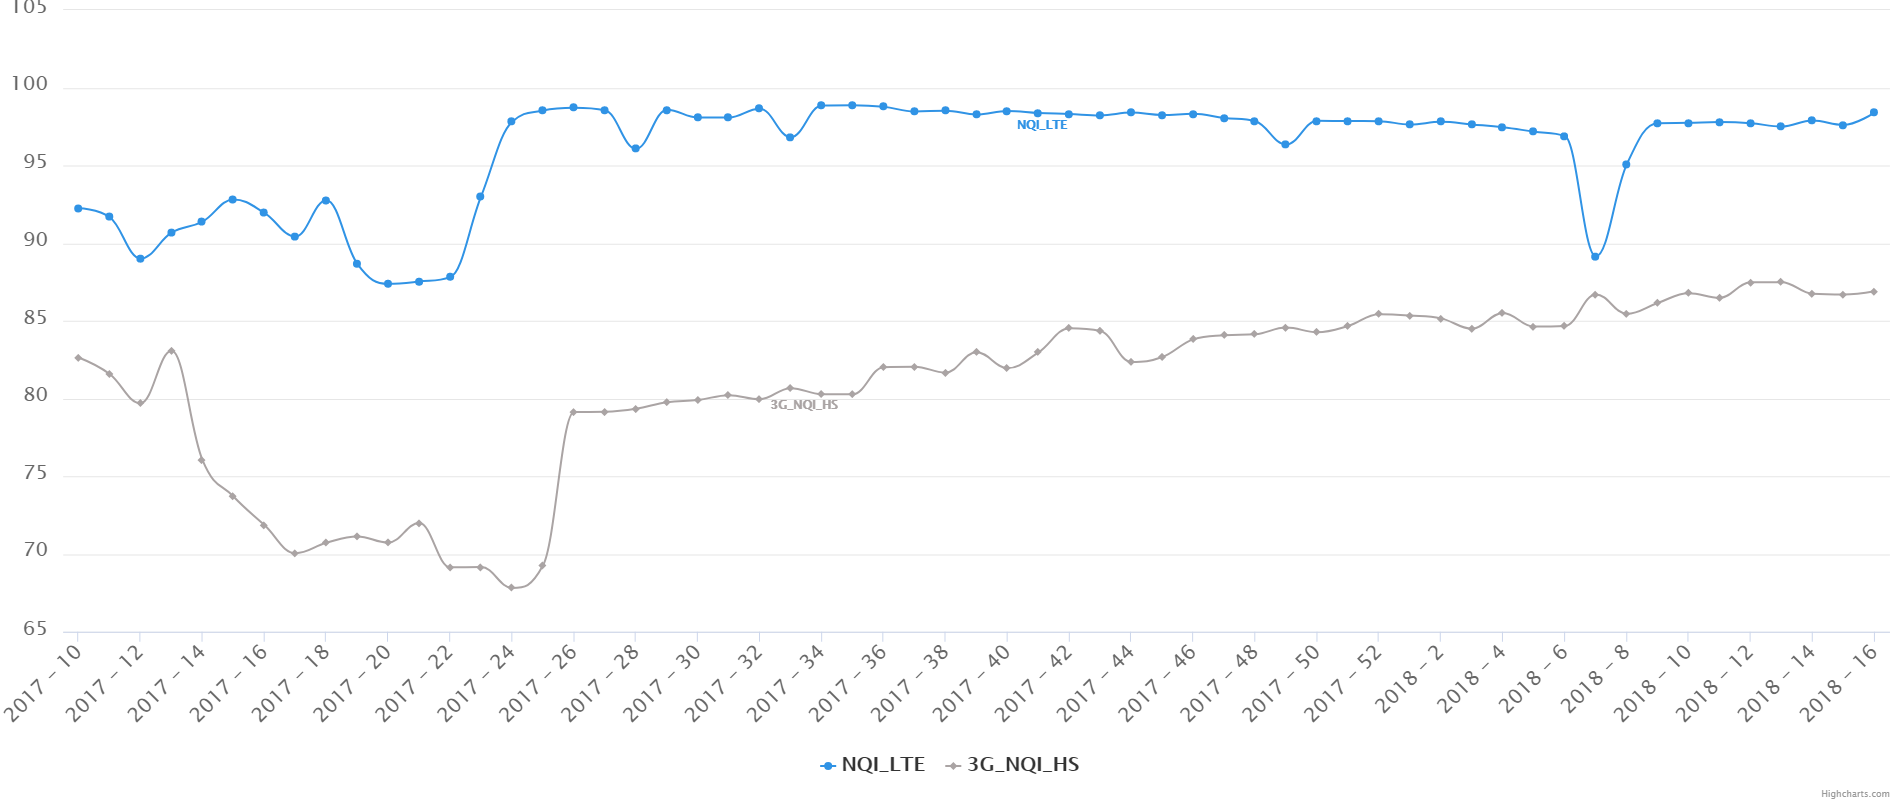 105
100
95
90
85
80
75
70
65
NQI_LTE
3G_NQI_HS
2017 - 10
2017 - 12
2017 - 14
2017 - 16
2017 - 18
2017 - 20
2017 - 22
2017 - 24
2017 - 26
2017 - 28
2017 - 30
2017 - 32
2017 - 34
2017 - 36
2017 - 38
2017 - 40
2017 - 42
2017 - 44
2017 - 46
2017 - 48
2017 - 50
2017 - 52
2018 - 2
2018 - 4
2018 - 6
2018 - 8
2018 - 10
2018 - 12
2018 - 14
2018 - 16
NQI_LTE 3G_NQI_HS
Highcharts.com